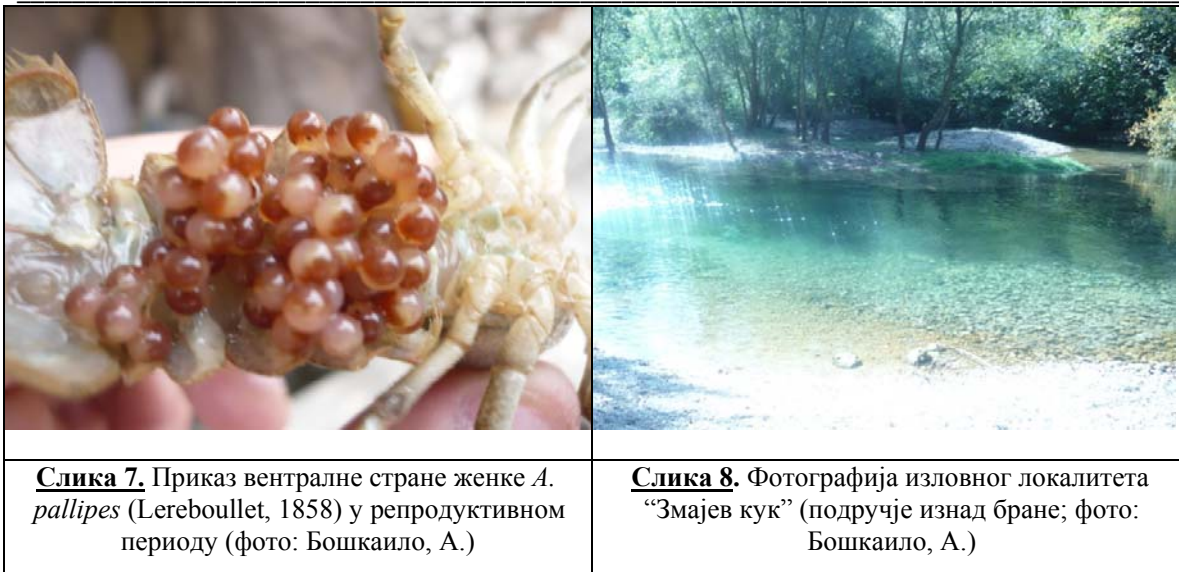 Слика 7. Приказ вентралне стране женке A.
pallipes (Lereboullet, 1858) у репродуктивном
периоду (фото: Бошкаило, А.)
Слика 8. Фотографија изловног локалитета
“Змајев кук” (подручје изнад бране; фото:
Бошкаило, А.)